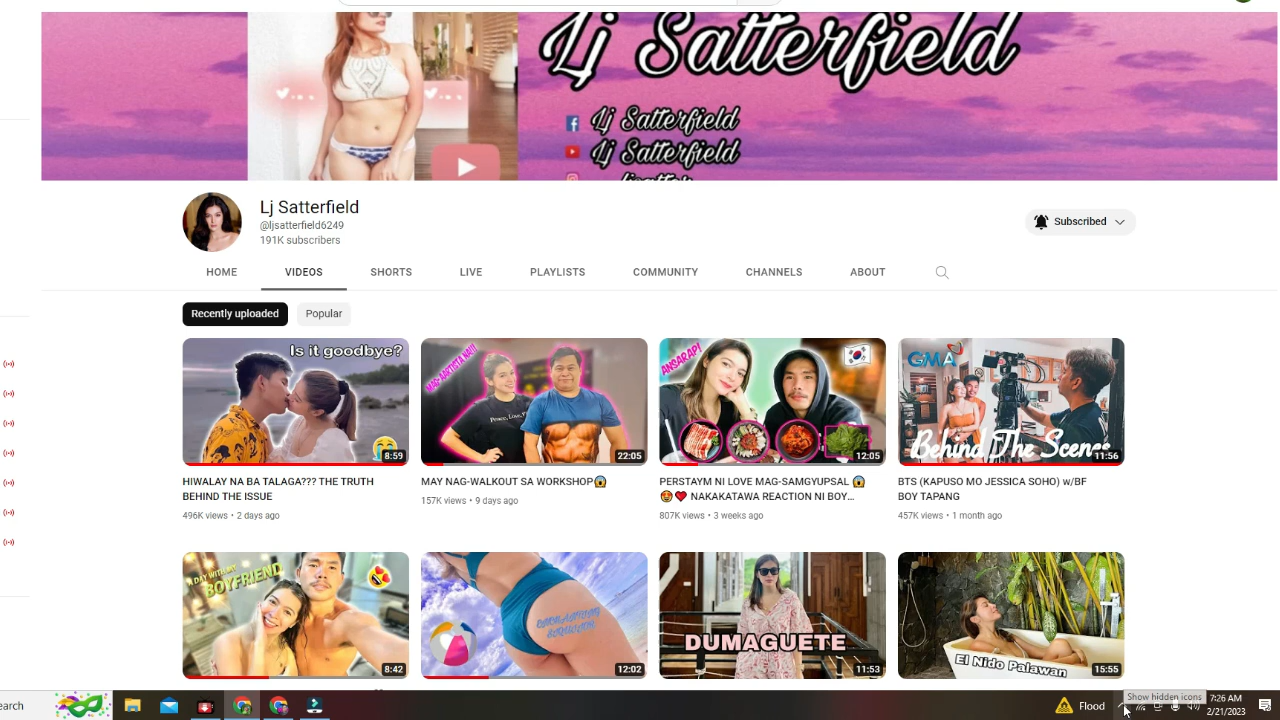 Lj Satterfield
Lj Satterfield
Lj Satterfield
Lj Satterfield
@ljsatterfield6249
191K subscribers
Subscribed
HOME VIDEOS SHORTS LIVE PLAYLISTS COMMUNITY CHANNELS ABOUT
Recently uploaded Popular
Is it goodbye?
8:59
Peace, Love,
22:05
ANSARAP!
12:05
GMA
Behind The Scenes
11:56
HIWALAY NA BA TALAGA??? THE TRUTH
BEHIND THE ISSUE
496K views • 2 days ago
MAY NAG-WALKOUT SA WORKSHOP😱
157K views • 9 days ago
PERSTAYM NI LOVE MAG-SAMGYUPSAL 😱
🤩❤️ NAKAKATAWA REACTION NI BOY...
807K views • 3 weeks ago
BTS (KAPUSO MO JESSICA SOHO) w/BF
BOY TAPANG
457K views • 1 month ago
A DAY WITH MY
BOYFRIEND
8:42
12:02
DUMAGUETE
11:53
El Nido Palawan
15:55
earch
Flood
Show hidden icons
7:26 AM
2/21/2023